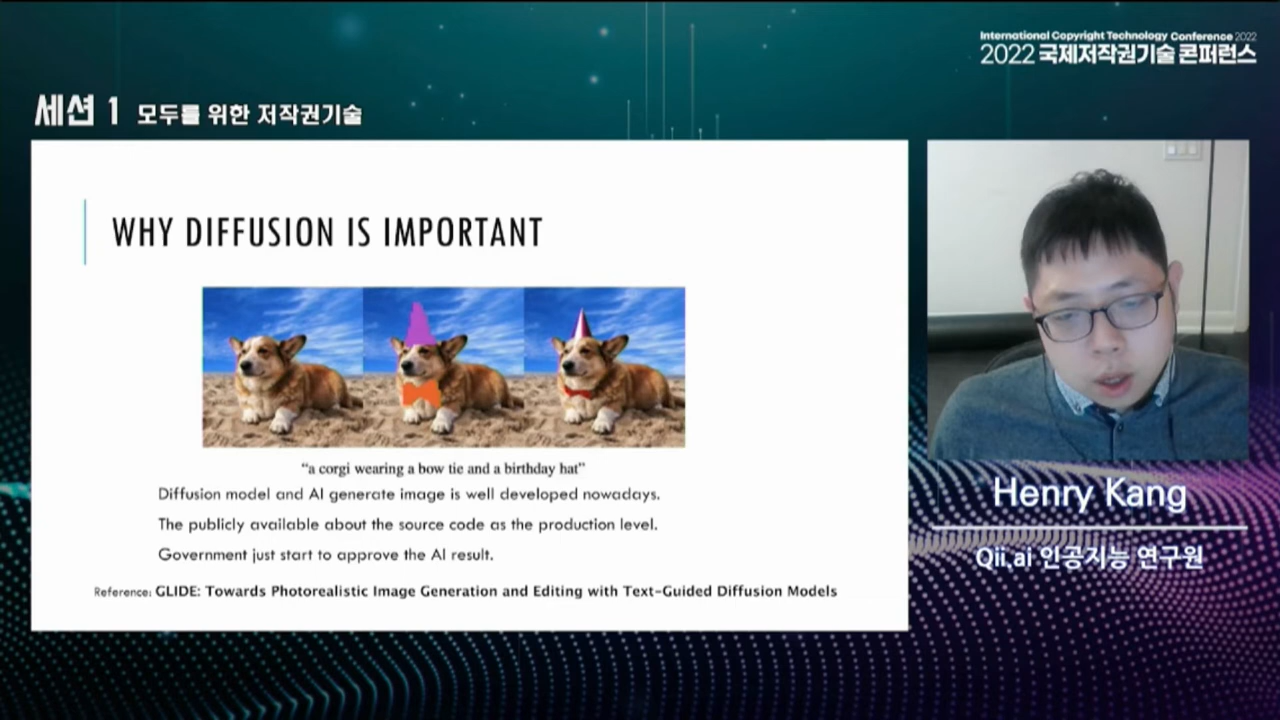 International Copyright Technology Conference 2022
2022 국제저작권기술 콘퍼런스
세션 1 모두를 위한 저작권기술
WHY DIFFUSION IS IMPORTANT
“a corgi wearing a bow tie and a birthday hat”
Diffusion model and AI generate image is well developed nowadays.
The publicly available about the source code as the production level.
Government just start to approve the AI result.
Reference: GLIDE: Towards Photorealistic Image Generation and Editing with Text-Guided Diffusion Models
Henry Kang
Qii.ai 인공지능 연구원